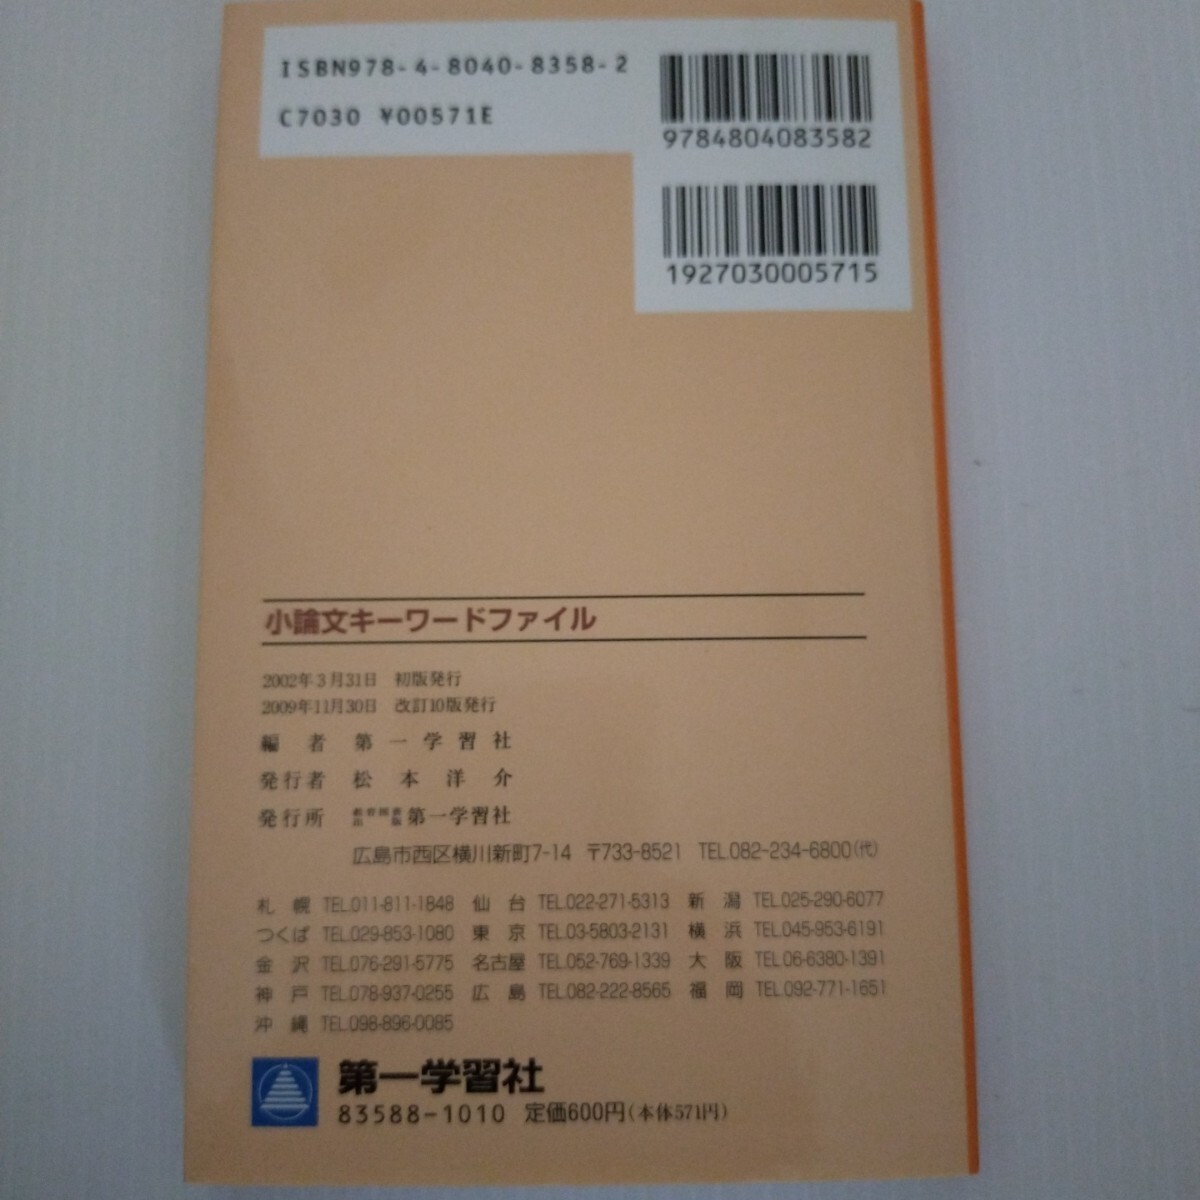 ISBN978-4-8040-8358-2
C7030 ¥00571E
9784804083582
1927030005715
小論文キーワードファイル
2002年3月31日 初版発行
2009年11月30日 改訂10版発行
編者 第一学習社
発行者 松本洋介
発行所 教育図書出版 第一学習社
広島市西区横川新町7-14 〒733-8521 TEL.082-234-6800(代)
札幌 TEL.011-811-1848 仙台 TEL.022-271-5313 新潟 TEL.025-290-6077
つくば TEL.029-853-1080 東京 TEL.03-5803-2131 横浜 TEL.045-953-6191
金沢 TEL.076-291-5775 名古屋 TEL.052-769-1339 大阪 TEL.06-6380-1391
神戸 TEL.078-937-0255 広島 TEL.082-222-8565 福岡 TEL.092-771-1651
沖縄 TEL.098-896-0085
第一学習社
83588-1010 定価600円(本体571円)